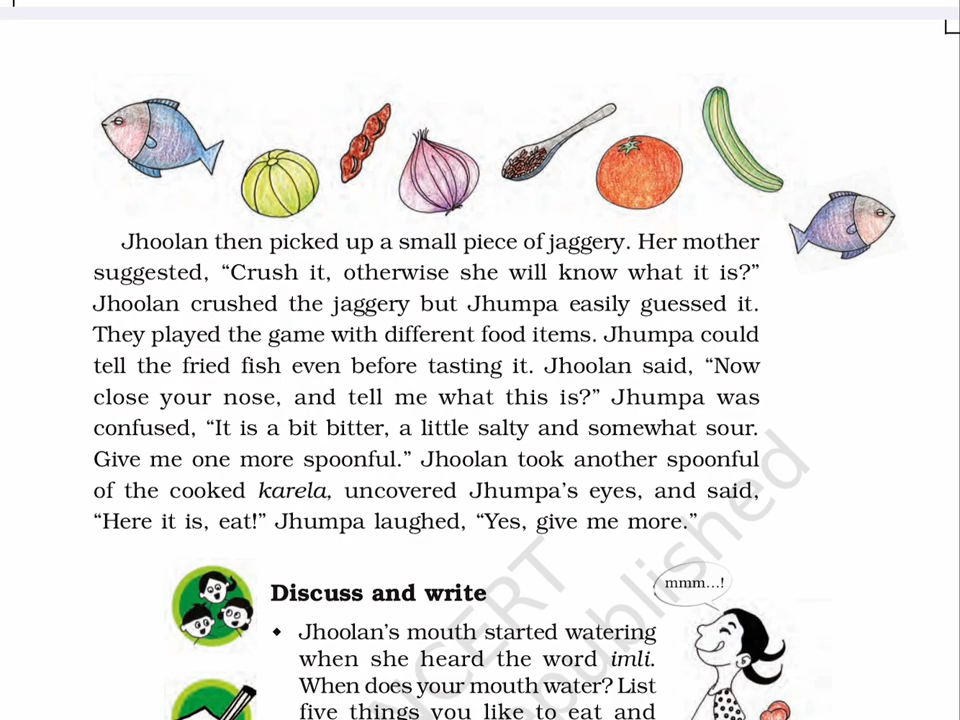 Jhoolan then picked up a small piece of jaggery. Her mother
suggested, “Crush it, otherwise she will know what it is?”
Jhoolan crushed the jaggery but Jhumpa easily guessed it.
They played the game with different food items. Jhumpa could
tell the fried fish even before tasting it. Jhoolan said, “Now
close your nose, and tell me what this is?” Jhumpa was
confused, “It is a bit bitter, a little salty and somewhat sour.
Give me one more spoonful.” Jhoolan took another spoonful
of the cooked karela, uncovered Jhumpa’s eyes, and said,
“Here it is, eat!” Jhumpa laughed, “Yes, give me more.”
Discuss and write
mmm...!
◆ Jhoolan’s mouth started watering
when she heard the word imli.
When does your mouth water? List
five things you like to eat and
NCERT
published